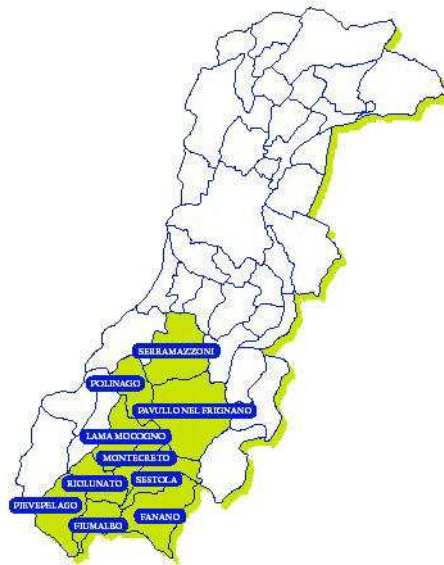 SERRAMAZZONI
POLINAGO
PAVULLO NEL FRIGNANO
LAMA MOCOGNO
MONTECRETO
SESTOLA
RIOLUNATO
PIEVEPELAGO
FANANO
FIUMALBO